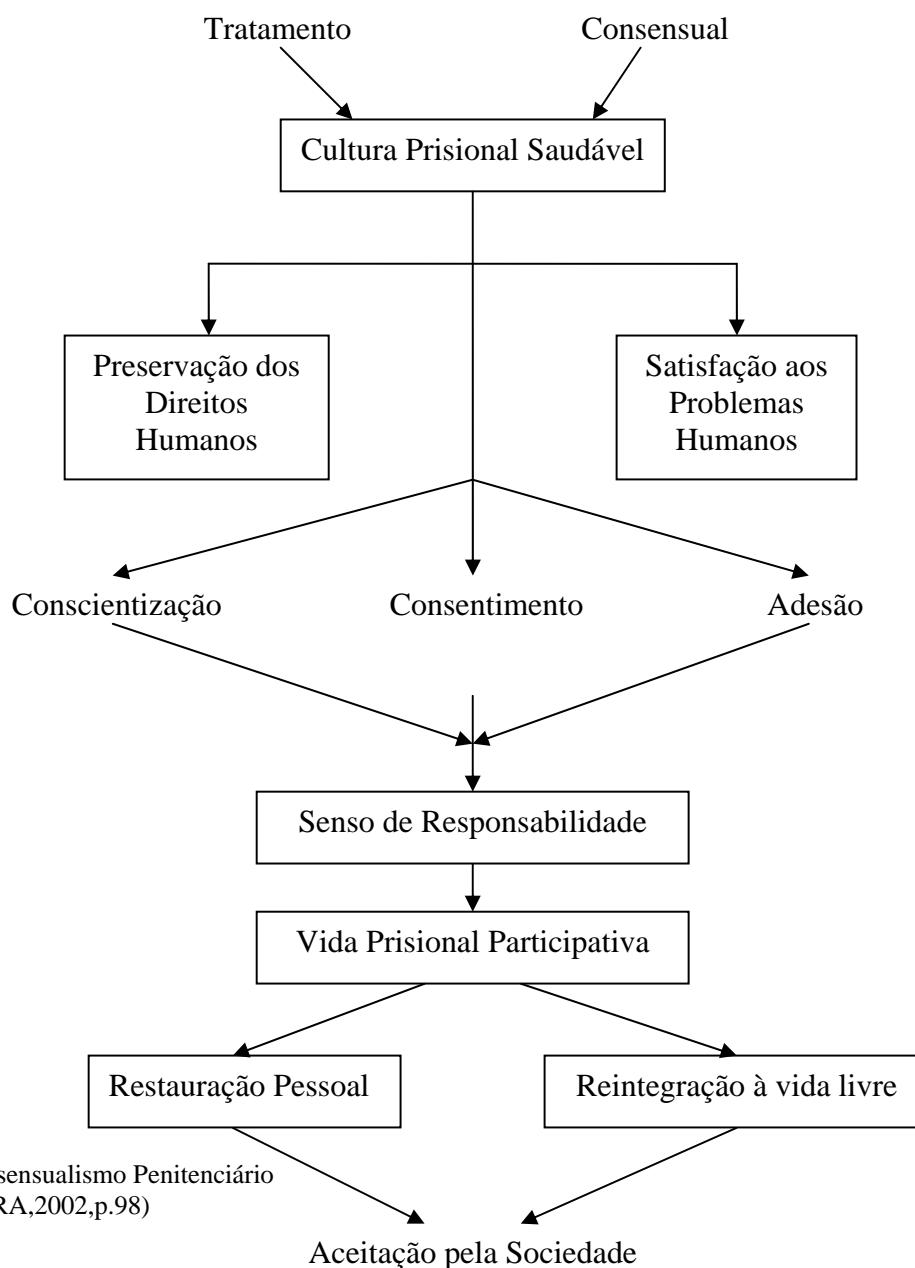 Tratamento
Consensual
Cultura Prisional Saudável
Preservação dos
Direitos
Humanos
Satisfação aos
Problemas
Humanos
Conscientização
Consentimento
Adesão
Senso de Responsabilidade
Vida Prisional Participativa
Restauração Pessoal
Reintegração à vida livre
sensualismo Penitenciário
RA,2002,p.98)
Aceitação pela Sociedade